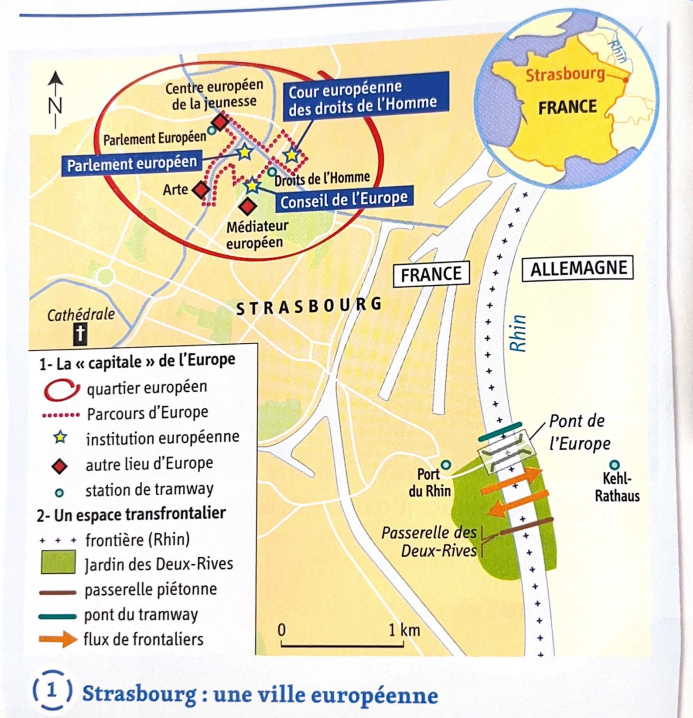 N
Centre européen
de la jeunesse
Cour européenne
des droits de l'Homme
Parlement Européen
Parlement européen
Arte
Droits de l'Homme
Conseil de l'Europe
Médiateur
européen
Rhin
Strasbourg
FRANCE
FRANCE
ALLEMAGNE
STRASBOURG
Rhin
Cathédrale
Pont de
l'Europe
Port
du Rhin
Kehl-
Rathaus
Passerelle des
Deux-Rives
1- La « capitale » de l'Europe
quartier européen
Parcours d'Europe
institution européenne
autre lieu d'Europe
station de tramway
2- Un espace transfrontalier
frontière (Rhin)
Jardin des Deux-Rives
passerelle piétonne
pont du tramway
flux de frontaliers
0 1 km
1 Strasbourg : une ville européenne